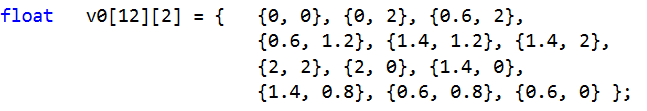 float v0[12][2] = { {0, 0}, {0, 2}, {0.6, 2},
{0.6, 1.2}, {1.4, 1.2}, {1.4, 2},
{2, 2}, {2, 0}, {1.4, 0},
{1.4, 0.8}, {0.6, 0.8}, {0.6, 0} };